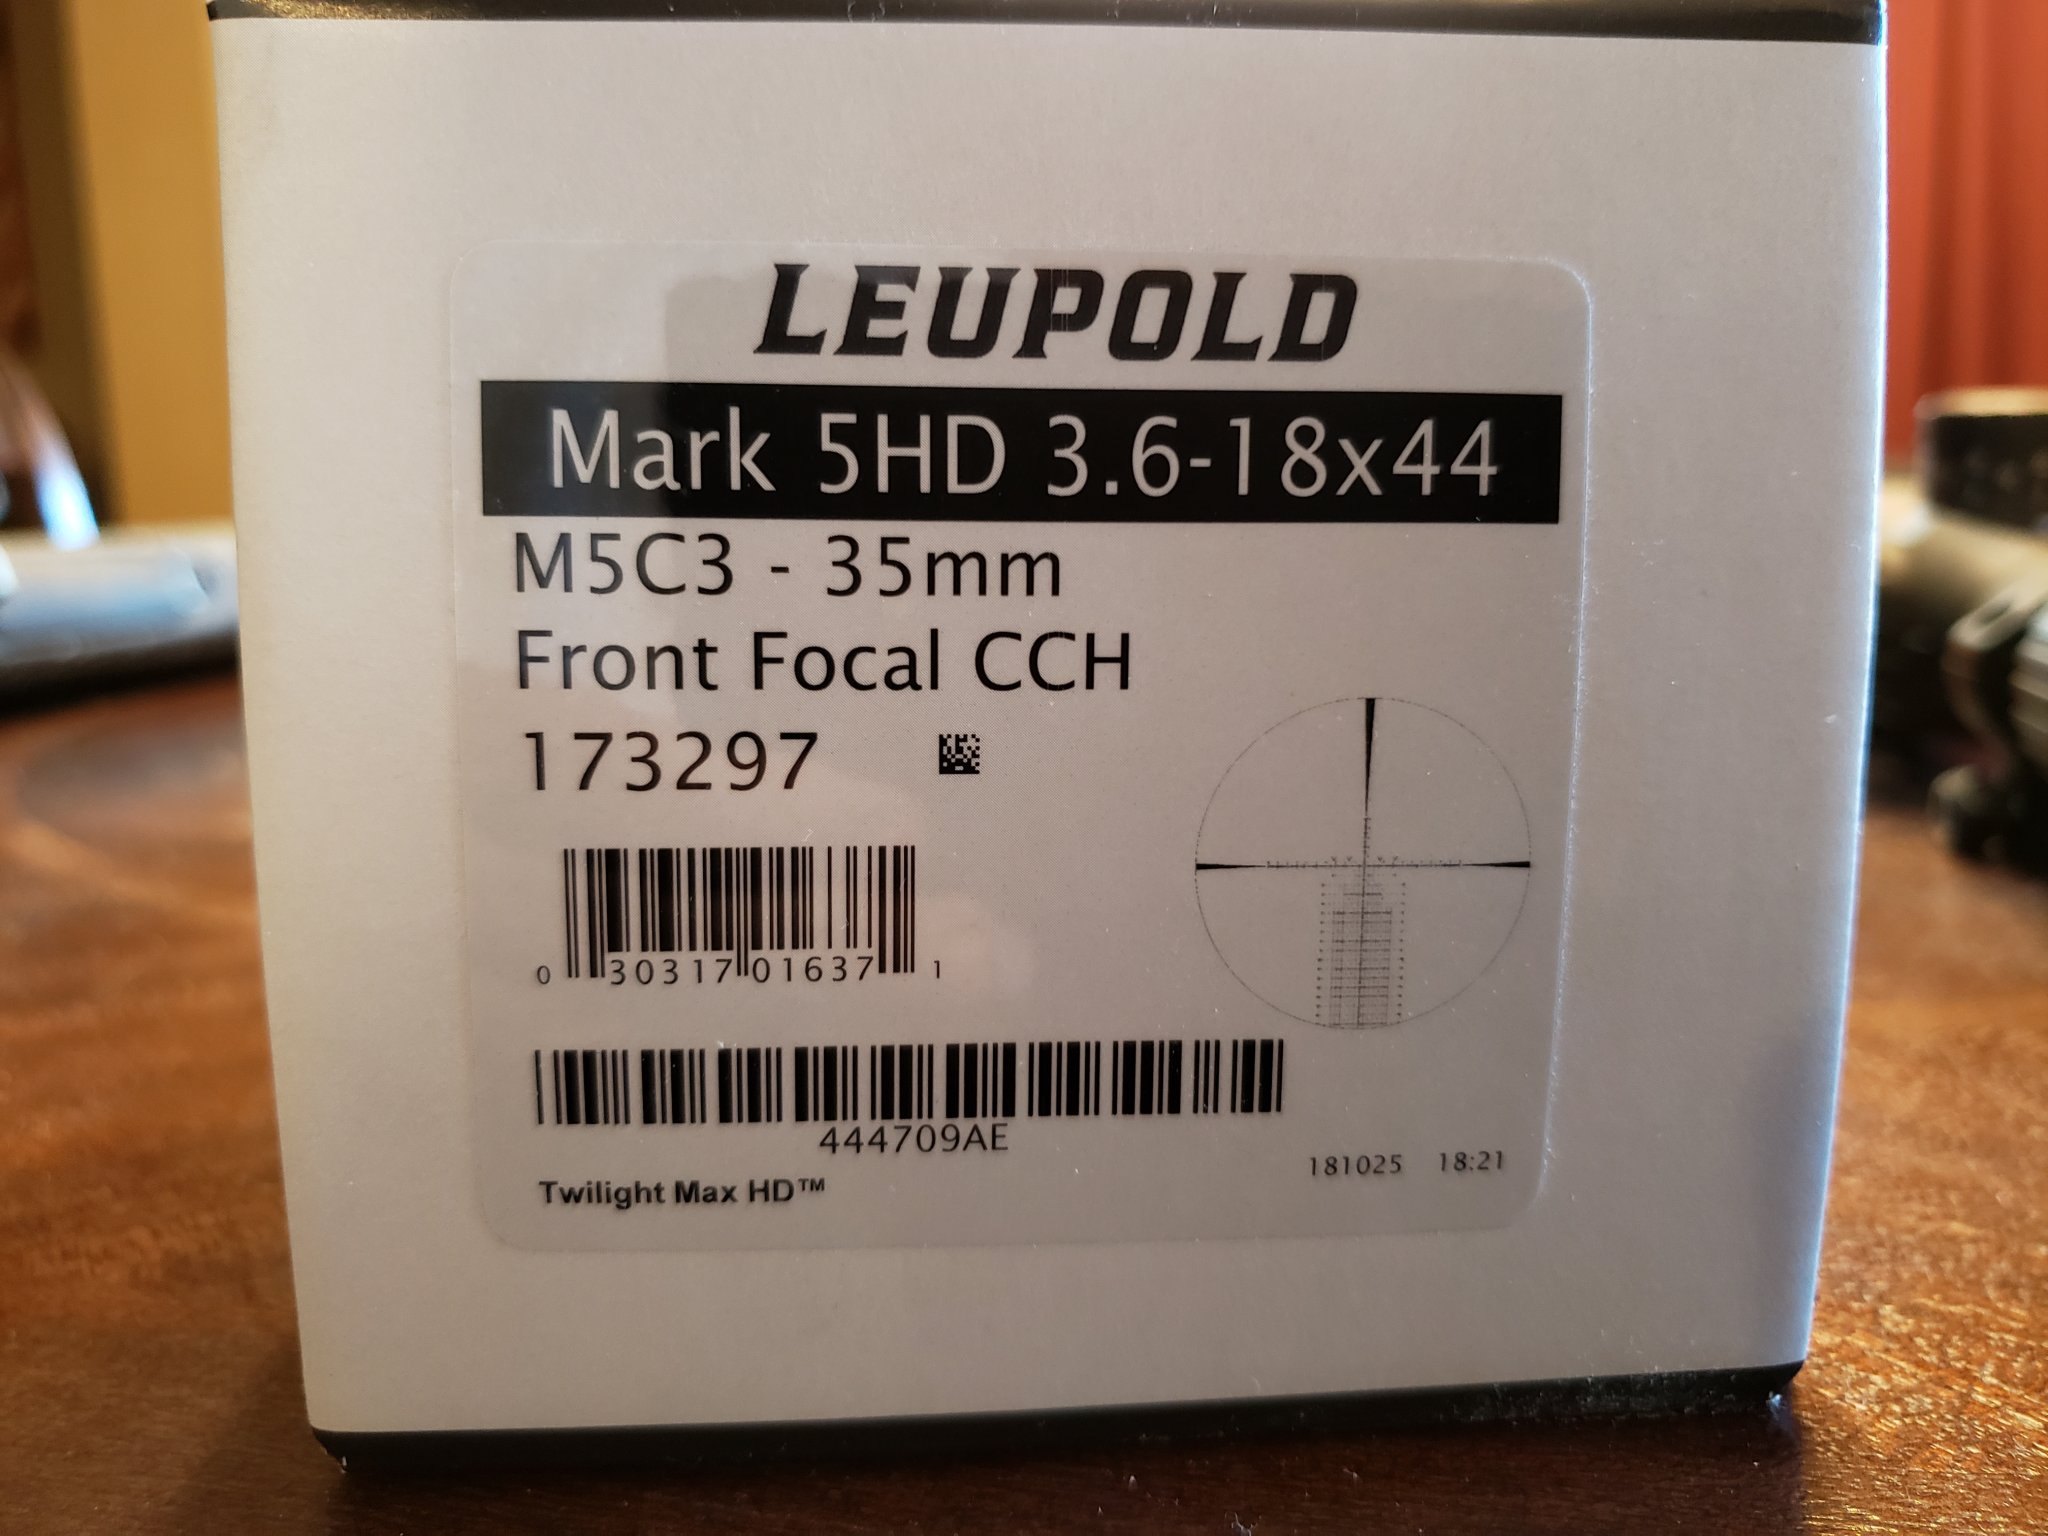 LEUPOLD
Mark 5HD 3.6-18x44
M5C3 - 35mm
Front Focal CCH
173297
0 30317 01637 1
444709AE
Twilight Max HD™
181025 18:21